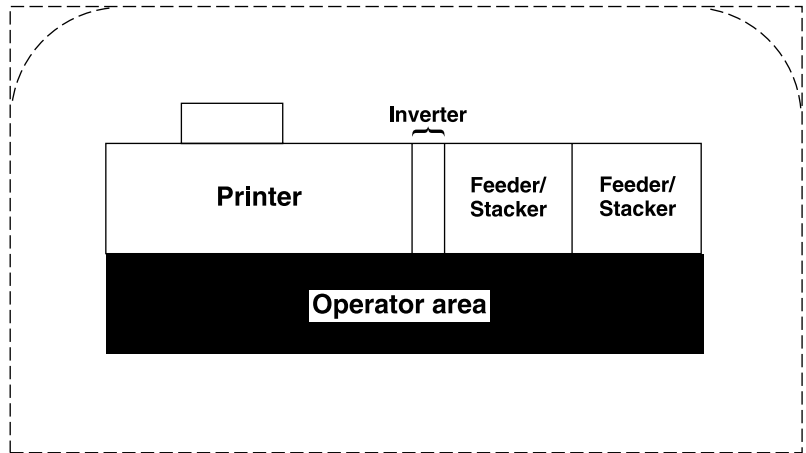 Inverter
Printer
Feeder/
Stacker
Feeder/
Stacker
Operator area